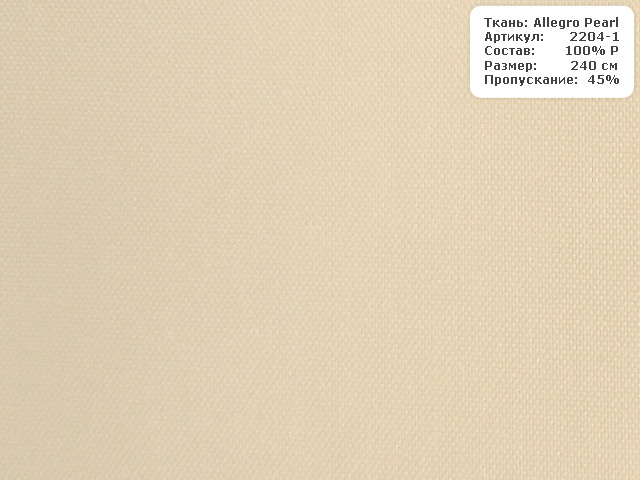 Ткань: Allegro Pearl
Артикул: 2204-1
Состав: 100% P
Размер: 240 см
Пропускание: 45%